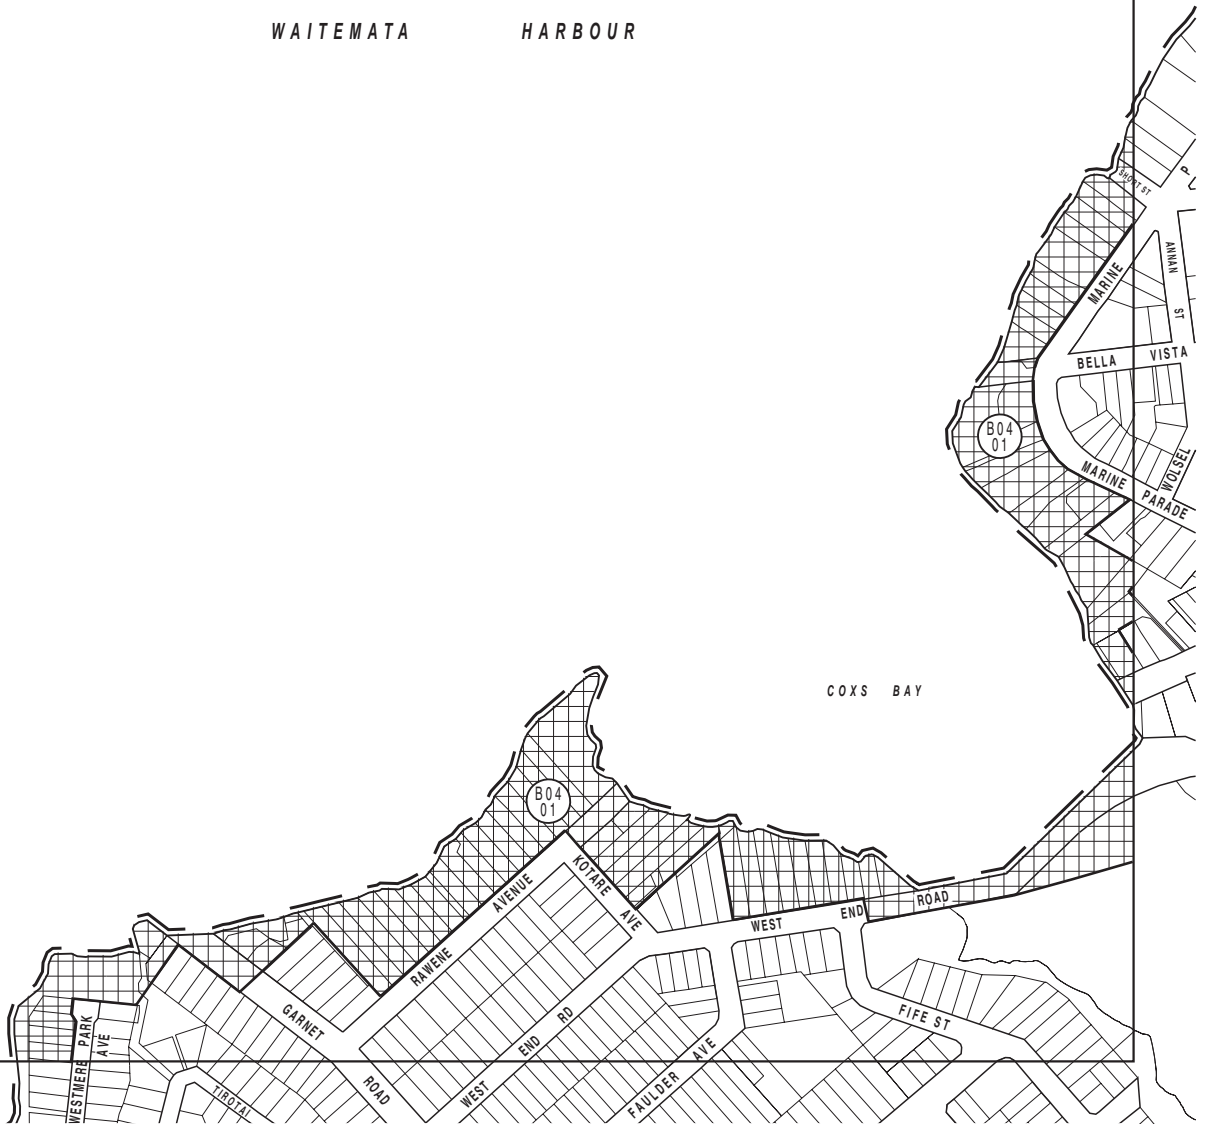 WAITEMATA HARBOUR
SHORT ST
P
ANNAN
ST
MARINE
BELLA VISTA
B04
01
MARINE PARADE
WOLSEL
COXS BAY
B04
01
KOTARE
AVE
RAWENE AVENUE
WEST END ROAD
GARNET
ROAD
WESTMERE PARK
AVE
TIROTAI
WEST END RD
FAULDER AVE
FIFE ST